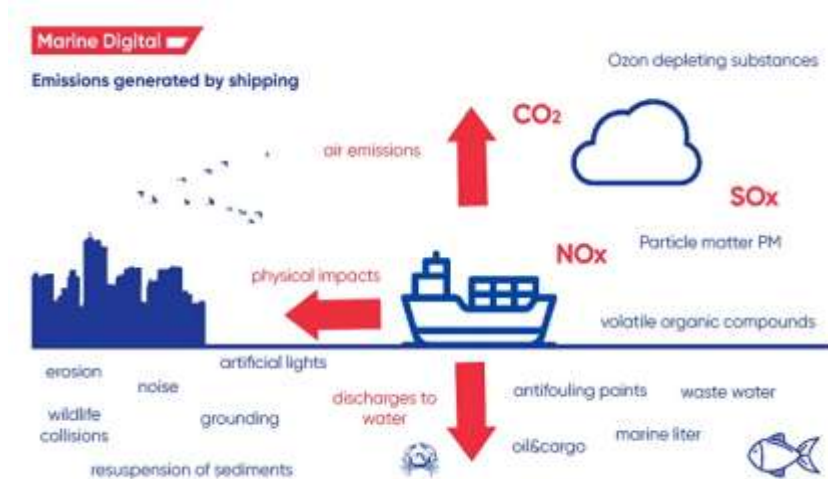 Marine Digital
Emissions generated by shipping
Ozon depleting substances
CO2
air emissions
SOx
NOx
Particle matter PM
physical impacts
volatile organic compounds
artificial lights
erosion
noise
discharges to
water
antifouling paints
waste water
wildlife
collisions
grounding
oil&cargo
marine liter
resuspension of sediments